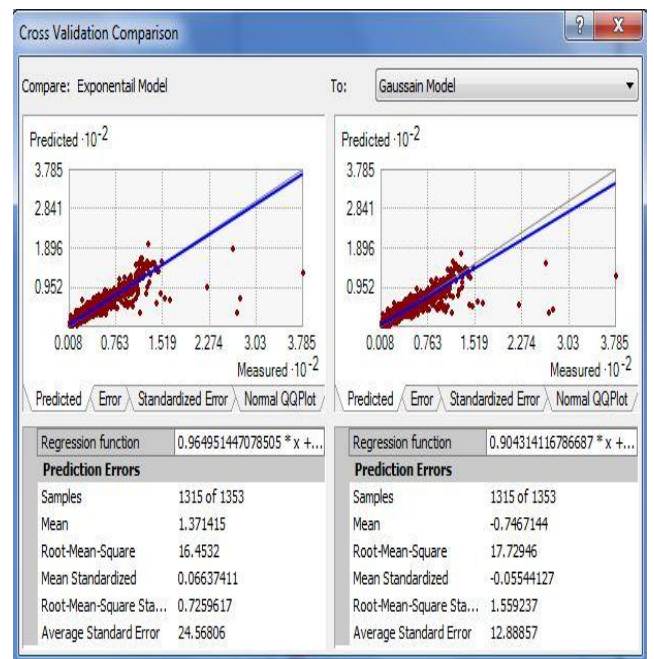 Cross Validation Comparison
Compare: Exponentail Model
To: Gaussain Model
Predicted ·10-2
3.785
2.841
1.896
0.952
0.008 0.763 1.519 2.274 3.03 3.785
Measured ·10-2
Predicted Error Standardized Error Normal QQPlot
Regression function 0.964951447078505 * x +...
Prediction Errors
Samples 1315 of 1353
Mean 1.371415
Root-Mean-Square 16.4532
Mean Standardized 0.06637411
Root-Mean-Square Sta... 0.7259617
Average Standard Error 24.56806
Predicted ·10-2
3.785
2.841
1.896
0.952
0.008 0.763 1.519 2.274 3.03 3.785
Measured ·10-2
Predicted Error Standardized Error Normal QQPlot
Regression function 0.904314116786687 * x +...
Prediction Errors
Samples 1315 of 1353
Mean -0.7467144
Root-Mean-Square 17.72946
Mean Standardized -0.05544127
Root-Mean-Square Sta... 1.559237
Average Standard Error 12.88857